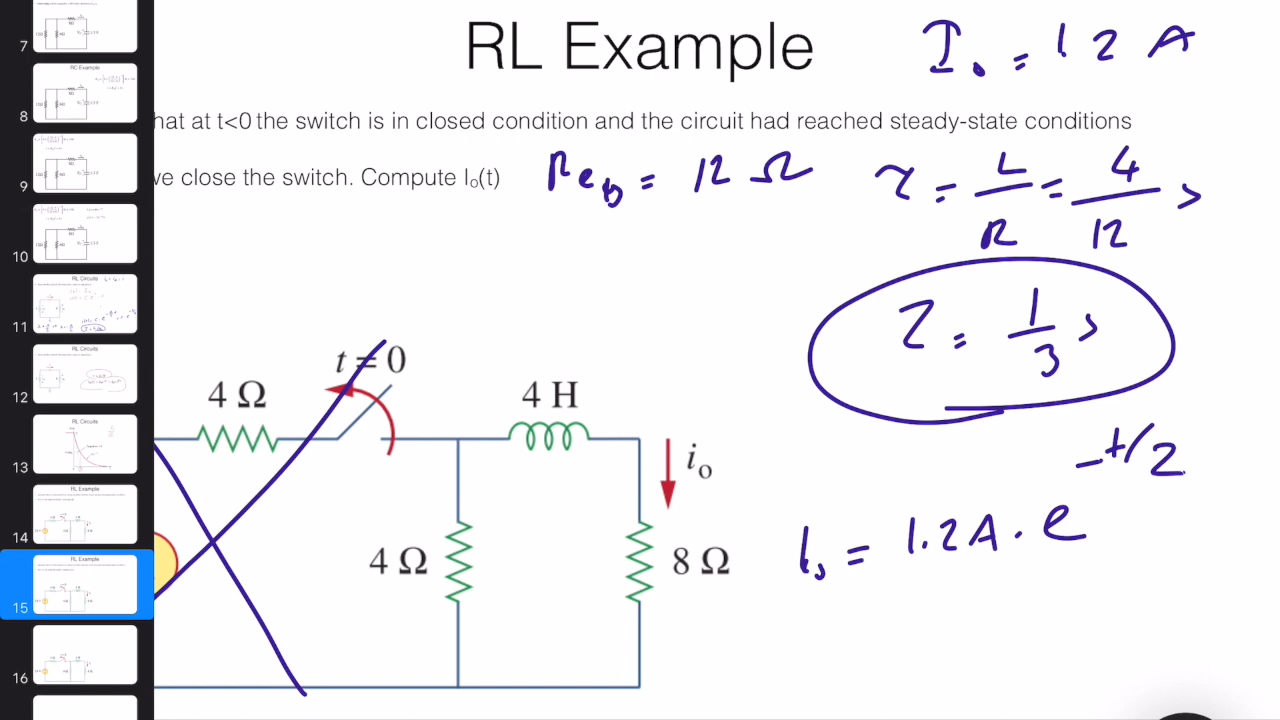 RL Example
I₀ = 1.2 A
hat at t<0 the switch is in closed condition and the circuit had reached steady-state conditions
ve close the switch. Compute I₀(t)
Req = 12 Ω
τ = L/R = 4/12 s
τ = 1/3 s
t = 0
4 Ω
4 H
i₀
4 Ω
8 Ω
I₀ = 1.2A · e^(-t/2
7
RC Example
8
9
10
RL Circuits
11
RL Circuits
12
RL Circuits
13
RL Example
14
RL Example
15
16